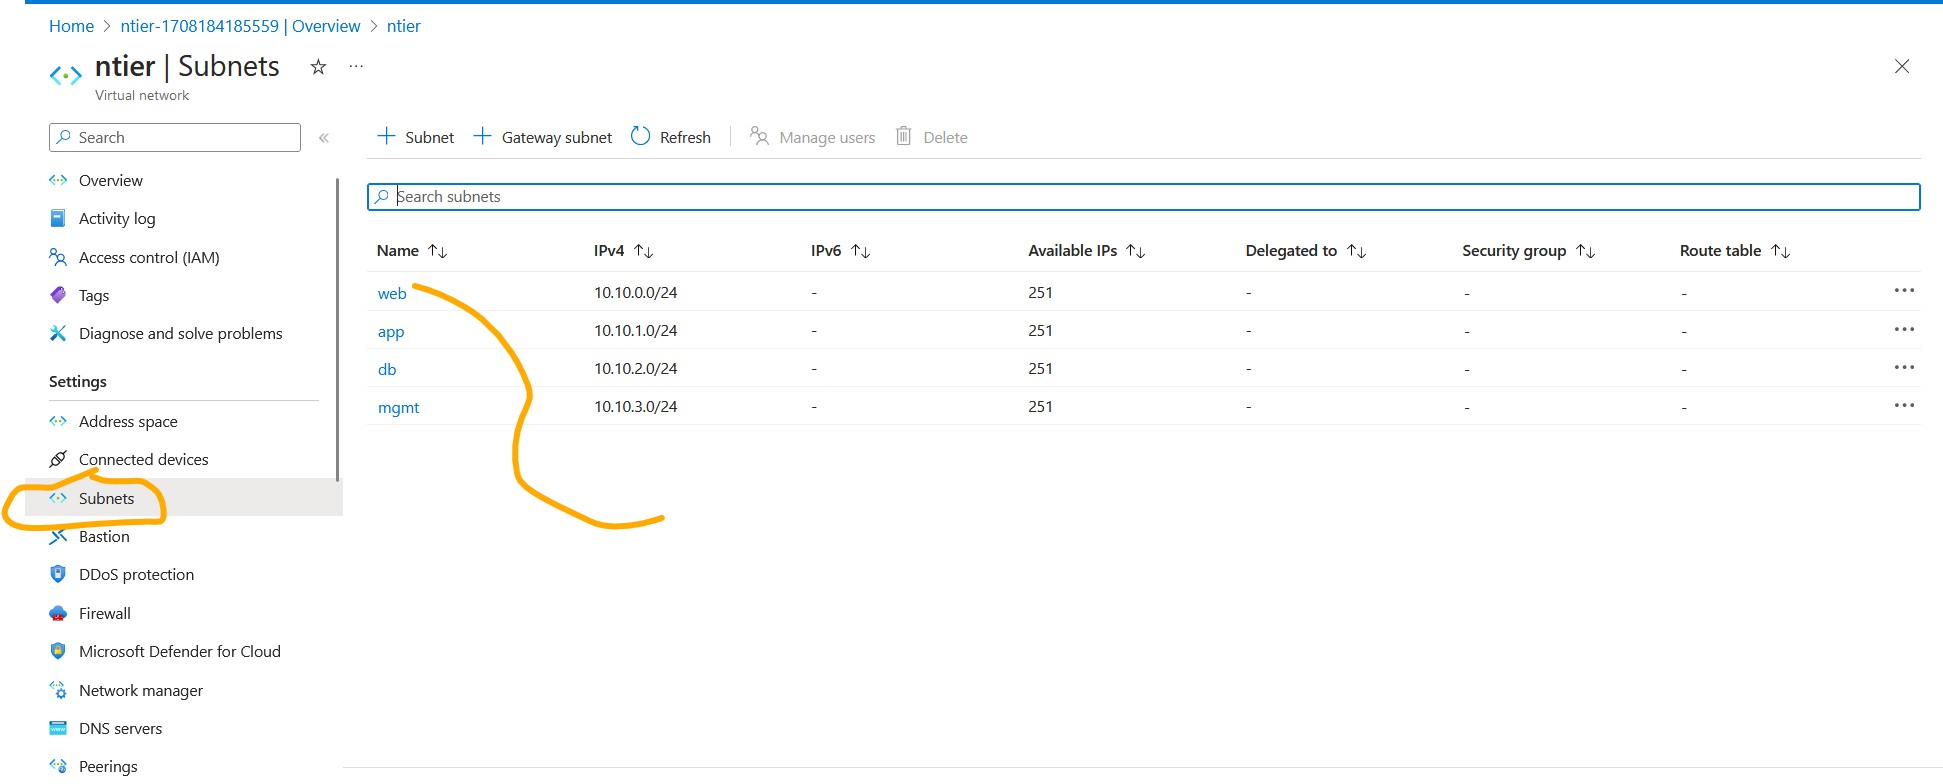 Home > ntier-1708184185559 | Overview > ntier
ntier | Subnets ☆ ...
Virtual network
Search «
Overview
Activity log
Access control (IAM)
Tags
Diagnose and solve problems
Settings
Address space
Connected devices
Subnets
Bastion
DDoS protection
Firewall
Microsoft Defender for Cloud
Network manager
DNS servers
Peerings
+ Subnet + Gateway subnet Refresh Manage users Delete
Search subnets
Name ↑↓ IPv4 ↑↓ IPv6 ↑↓ Available IPs ↑↓ Delegated to ↑↓ Security group ↑↓ Route table ↑↓
web 10.10.0.0/24 - 251 - - - ...
app 10.10.1.0/24 - 251 - - - ...
db 10.10.2.0/24 - 251 - - - ...
mgmt 10.10.3.0/24 - 251 - - - ...